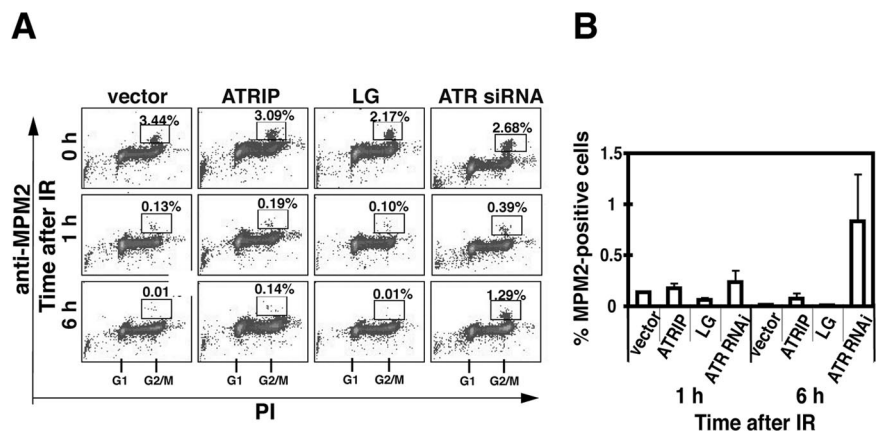 A
B
vector ATRIP LG ATR siRNA
anti-MPM2
Time after IR
0 h
3.44% 3.09% 2.17% 2.68%
1 h
0.13% 0.19% 0.10% 0.39%
6 h
0.01 0.14% 0.01% 1.29%
G1 G2/M G1 G2/M G1 G2/M G1 G2/M
PI
% MPM2-positive cells
1.5
1
0.5
0
vector ATRIP LG ATR RNAi vector ATRIP LG ATR RNAi
1 h 6 h
Time after IR